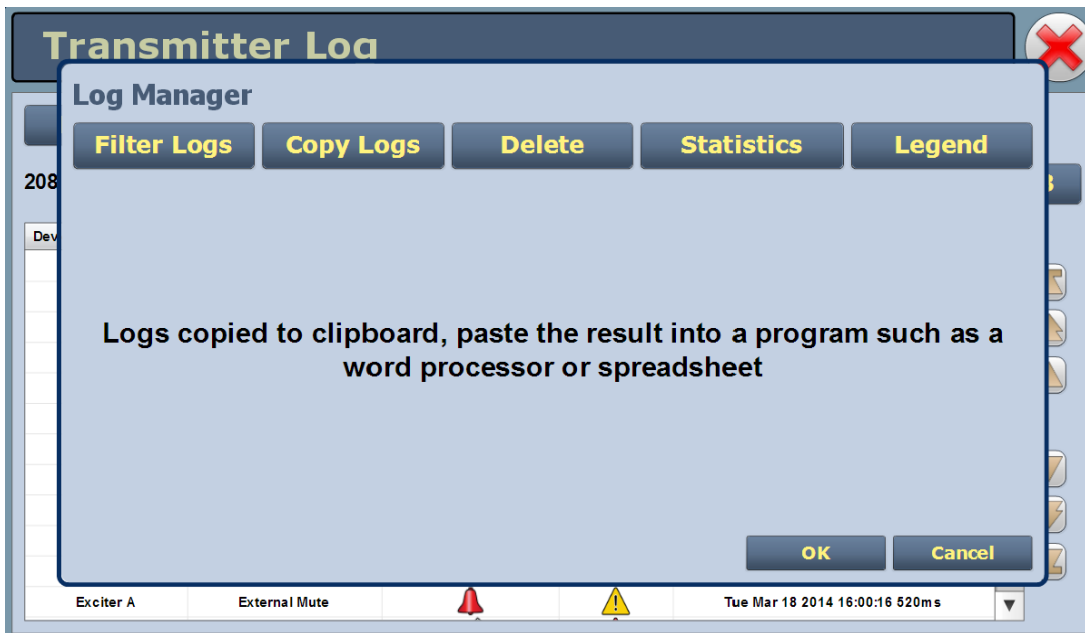 Transmitter Log
Log Manager
Filter Logs Copy Logs Delete Statistics Legend
208
Dev
Logs copied to clipboard, paste the result into a program such as a
word processor or spreadsheet
OK Cancel
Exciter A External Mute Tue Mar 18 2014 16:00:16 520ms